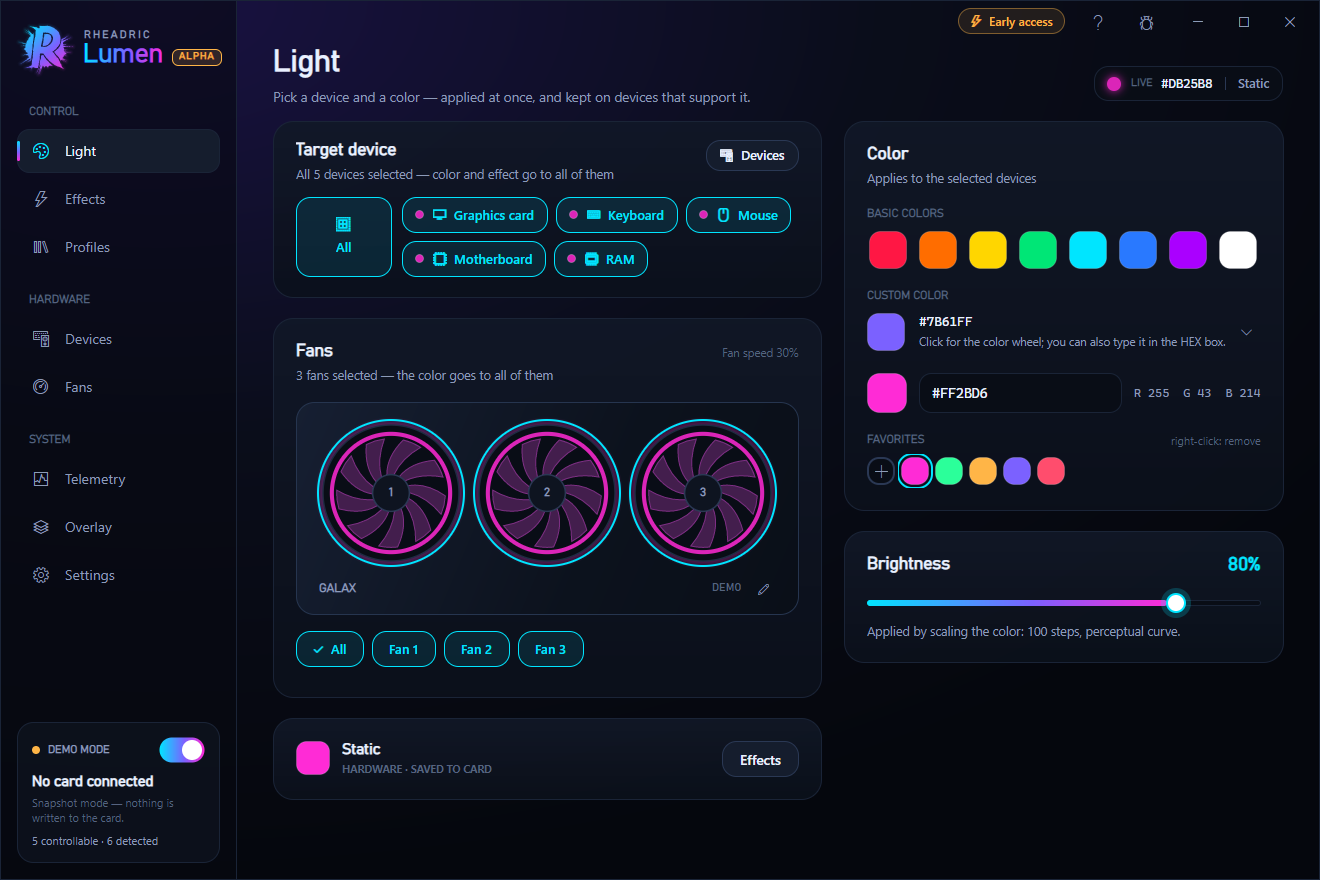 RHEADRIC
Lumen
ALPHA
CONTROL
Light
Effects
Profiles
HARDWARE
Devices
Fans
SYSTEM
Telemetry
Overlay
Settings
DEMO MODE
No card connected
Snapshot mode — nothing is
written to the card.
5 controllable · 6 detected
Early access
?
Light
Pick a device and a color — applied at once, and kept on devices that support it.
LIVE #DB25B8 Static
Target device
All 5 devices selected — color and effect go to all of them
Devices
All
Graphics card
Keyboard
Mouse
Motherboard
RAM
Fans
Fan speed 30%
3 fans selected — the color goes to all of them
1
2
3
GALAX
DEMO
All
Fan 1
Fan 2
Fan 3
Static
HARDWARE · SAVED TO CARD
Effects
Color
Applies to the selected devices
BASIC COLORS
CUSTOM COLOR
#7B61FF
Click for the color wheel; you can also type it in the HEX box.
#FF2BD6
R 255 G 43 B 214
FAVORITES
right-click: remove
Brightness
80%
Applied by scaling the color: 100 steps, perceptual curve.